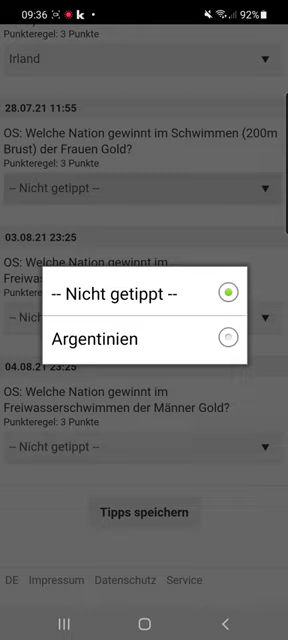 09:36
92%
Punkteregel: 3 Punkte
Irland
28.07.21 11:55
OS: Welche Nation gewinnt im Schwimmen (200m
Brust) der Frauen Gold?
Punkteregel: 3 Punkte
-- Nicht getippt --
03.08.21 23:25
OS: Welche Nation gewinnt im
-- Nicht getippt --
Argentinien
04.08.21 23:25
OS: Welche Nation gewinnt im
Freiwasserschwimmen der Männer Gold?
Punkteregel: 3 Punkte
-- Nicht getippt --
Tipps speichern
DE Impressum Datenschutz Service